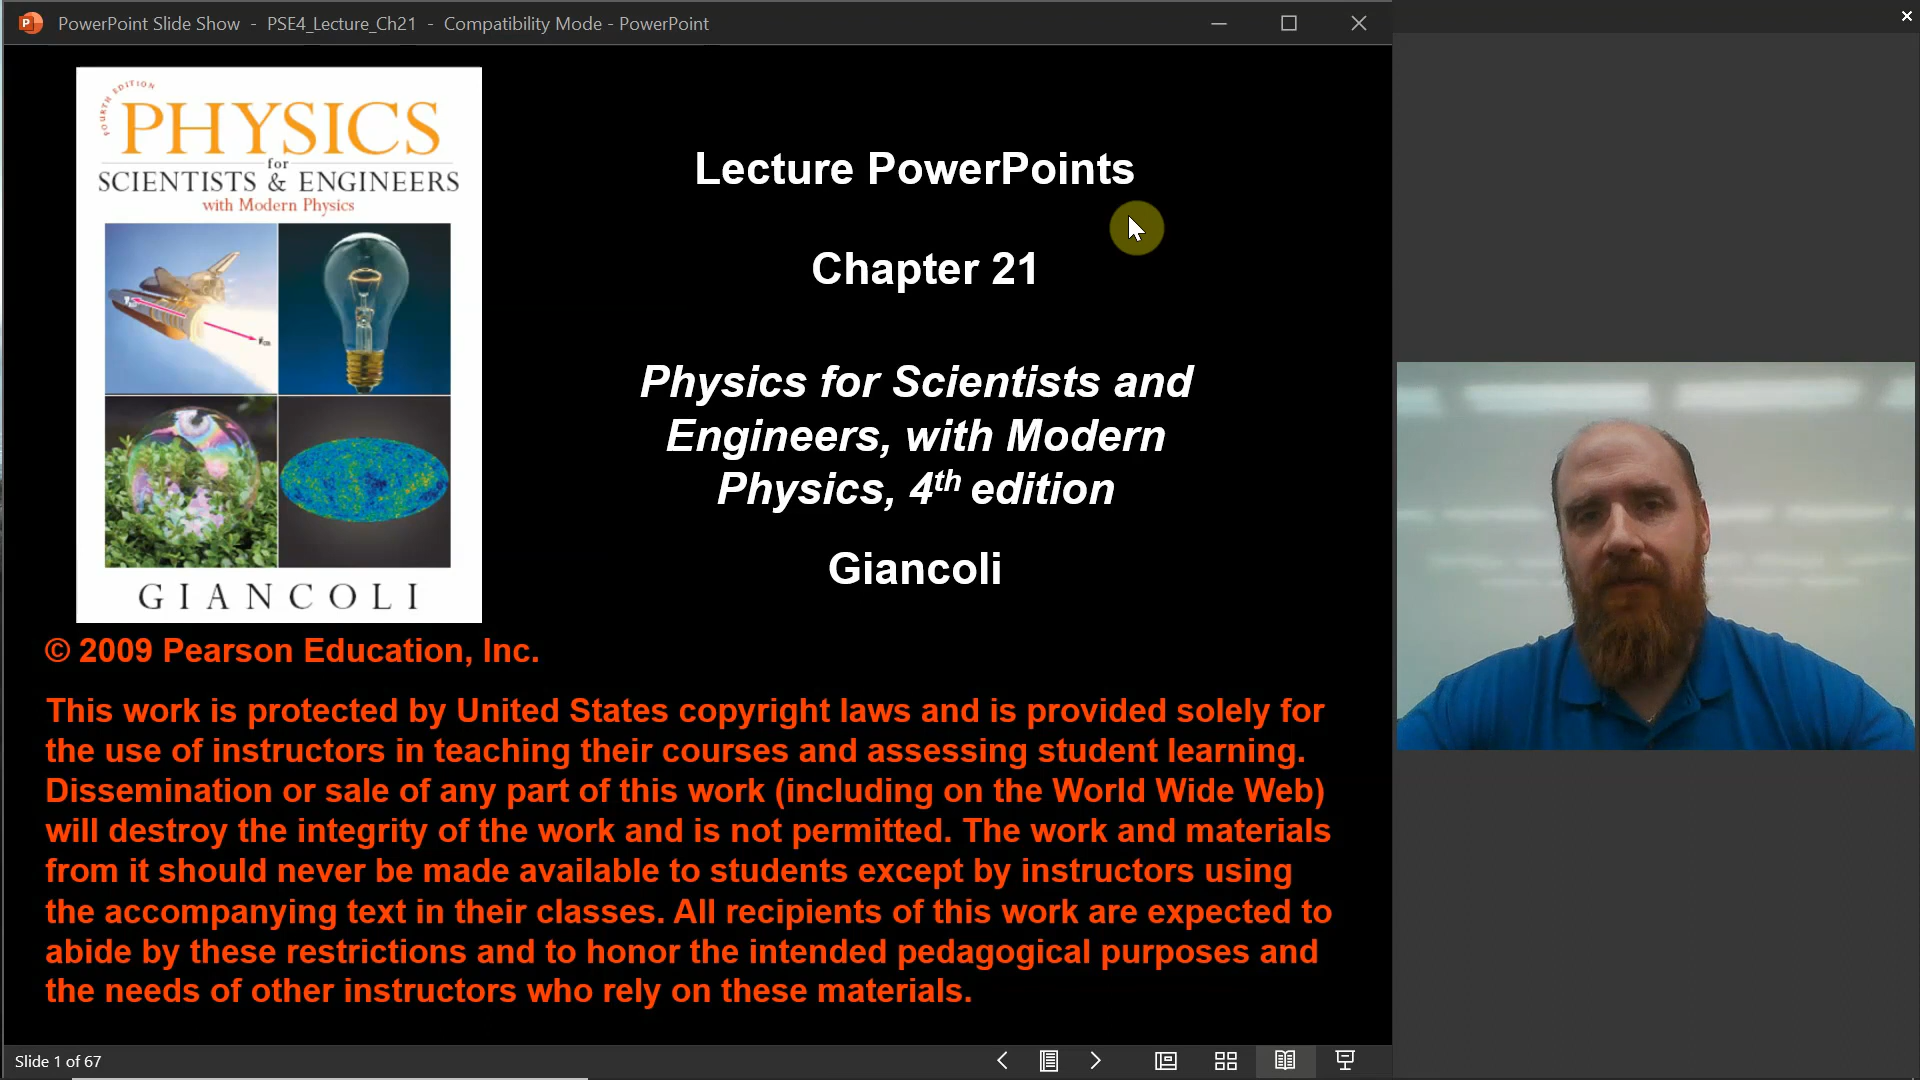 PowerPoint Slide Show - PSE4_Lecture_Ch21 - Compatibility Mode - PowerPoint
FOURTH EDITION
PHYSICS
for
SCIENTISTS & ENGINEERS
with Modern Physics
GIANCOLI
Lecture PowerPoints
Chapter 21
Physics for Scientists and
Engineers, with Modern
Physics, 4th edition
Giancoli
© 2009 Pearson Education, Inc.
This work is protected by United States copyright laws and is provided solely for
the use of instructors in teaching their courses and assessing student learning.
Dissemination or sale of any part of this work (including on the World Wide Web)
will destroy the integrity of the work and is not permitted. The work and materials
from it should never be made available to students except by instructors using
the accompanying text in their classes. All recipients of this work are expected to
abide by these restrictions and to honor the intended pedagogical purposes and
the needs of other instructors who rely on these materials.
Slide 1 of 67